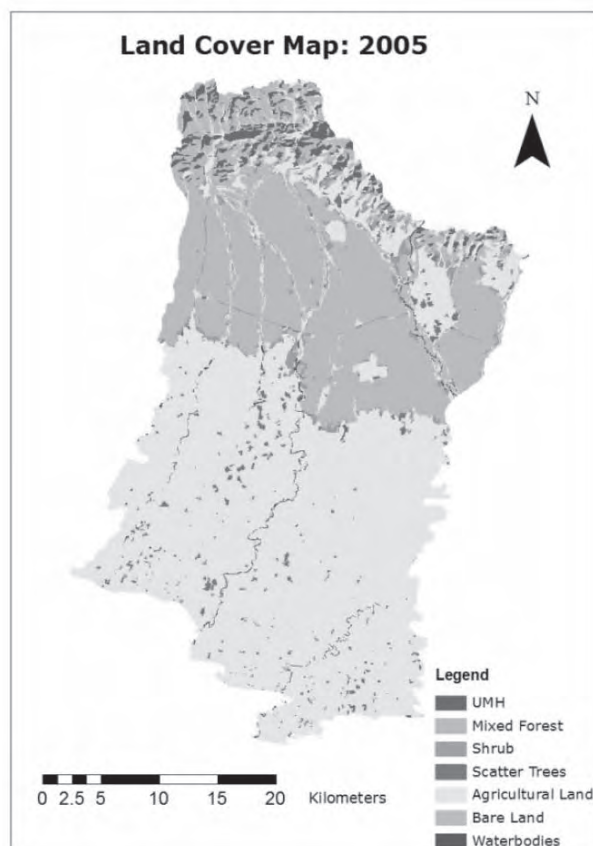 Land Cover Map: 2005
N
Legend
UMH
Mixed Forest
Shrub
Scatter Trees
Agricultural Land
Bare Land
Waterbodies
0 2.5 5 10 15 20 Kilometers